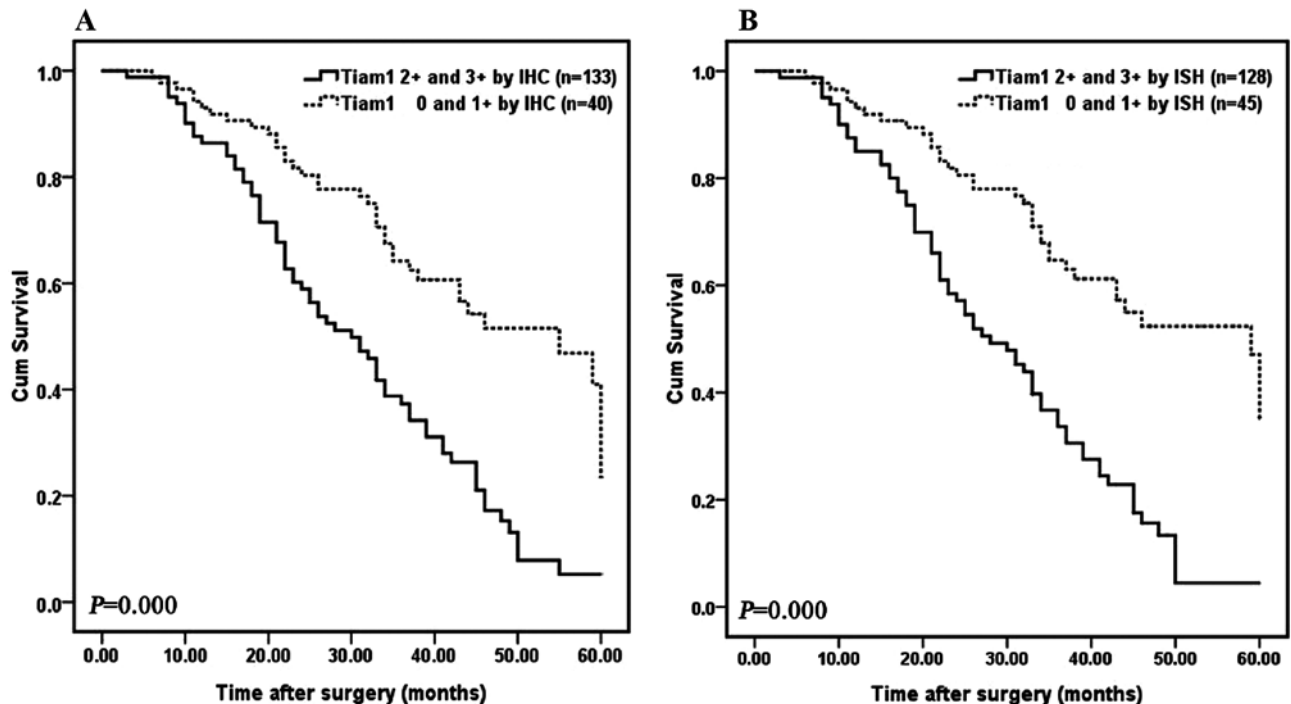 A
Tiam1 2+ and 3+ by IHC (n=133)
Tiam1 0 and 1+ by IHC (n=40)
1.0
0.8
0.6
0.4
0.2
0.0
Cum Survival
P=0.000
0.00 10.00 20.00 30.00 40.00 50.00 60.00
Time after surgery (months)
B
Tiam1 2+ and 3+ by ISH (n=128)
Tiam1 0 and 1+ by ISH (n=45)
1.0
0.8
0.6
0.4
0.2
0.0
Cum Survival
P=0.000
0.00 10.00 20.00 30.00 40.00 50.00 60.00
Time after surgery (months)